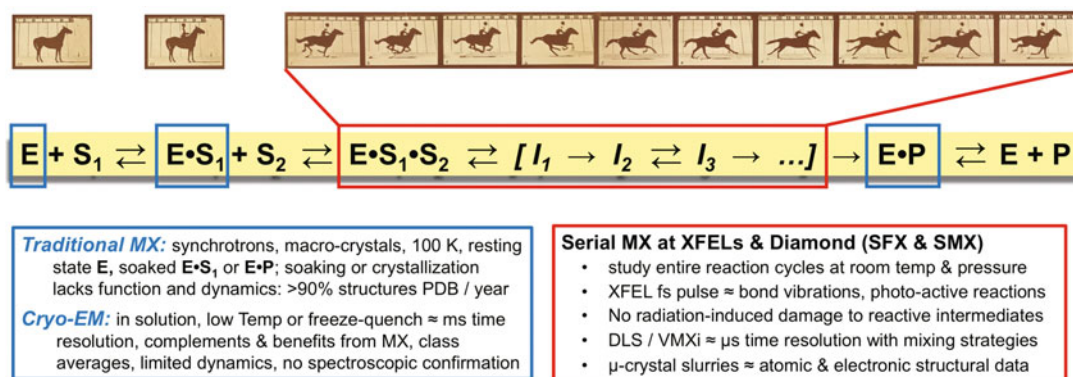 E + S₁ ⇄ E•S₁ + S₂ ⇄ E•S₁•S₂ ⇄ [ I₁ → I₂ ⇄ I₃ → ...] → E•P ⇄ E + P
Traditional MX: synchrotrons, macro-crystals, 100 K, resting
state E, soaked E•S₁ or E•P; soaking or crystallization
lacks function and dynamics: >90% structures PDB / year
Cryo-EM: in solution, low Temp or freeze-quench ≈ ms time
resolution, complements & benefits from MX, class
averages, limited dynamics, no spectroscopic confirmation
Serial MX at XFELs & Diamond (SFX & SMX)
• study entire reaction cycles at room temp & pressure
• XFEL fs pulse ≈ bond vibrations, photo-active reactions
• No radiation-induced damage to reactive intermediates
• DLS / VMXi ≈ µs time resolution with mixing strategies
• µ-crystal slurries ≈ atomic & electronic structural data